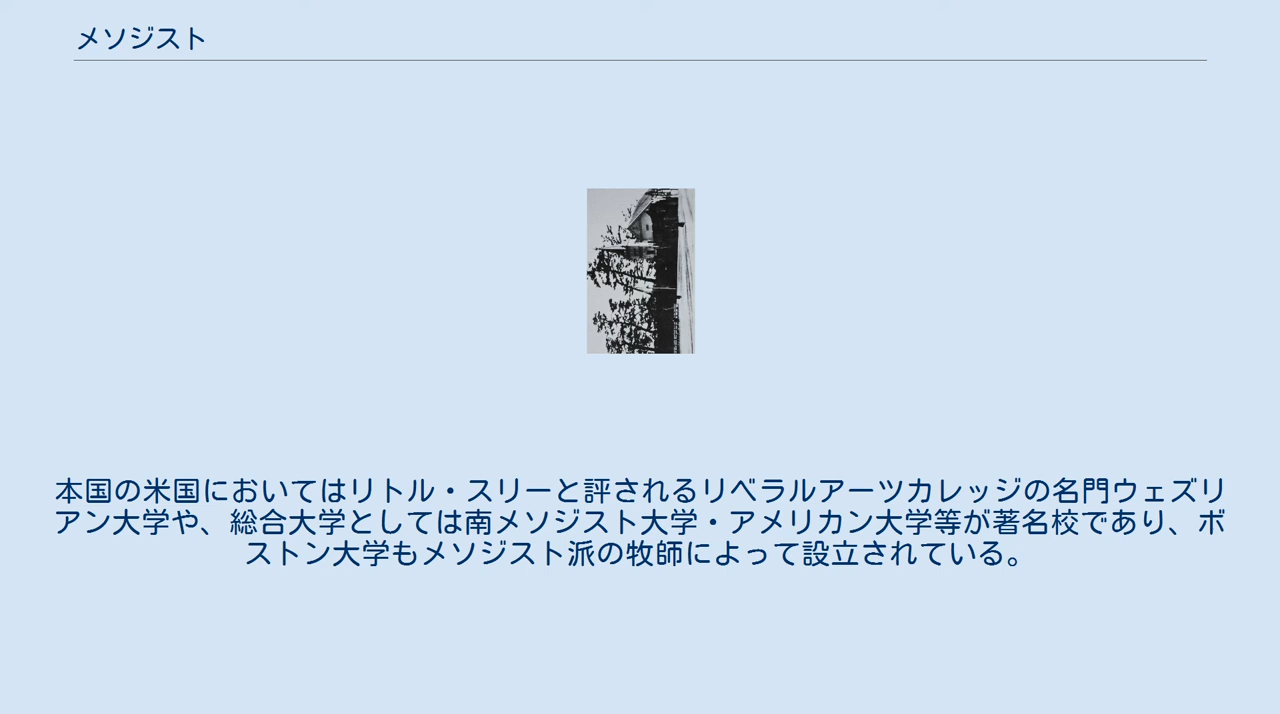 メソジスト
本国の米国においてはリトル・スリーと評されるリベラルアーツカレッジの名門ウェズリ
アン大学や、総合大学としては南メソジスト大学・アメリカン大学等が著名校であり、ボ
ストン大学もメソジスト派の牧師によって設立されている。